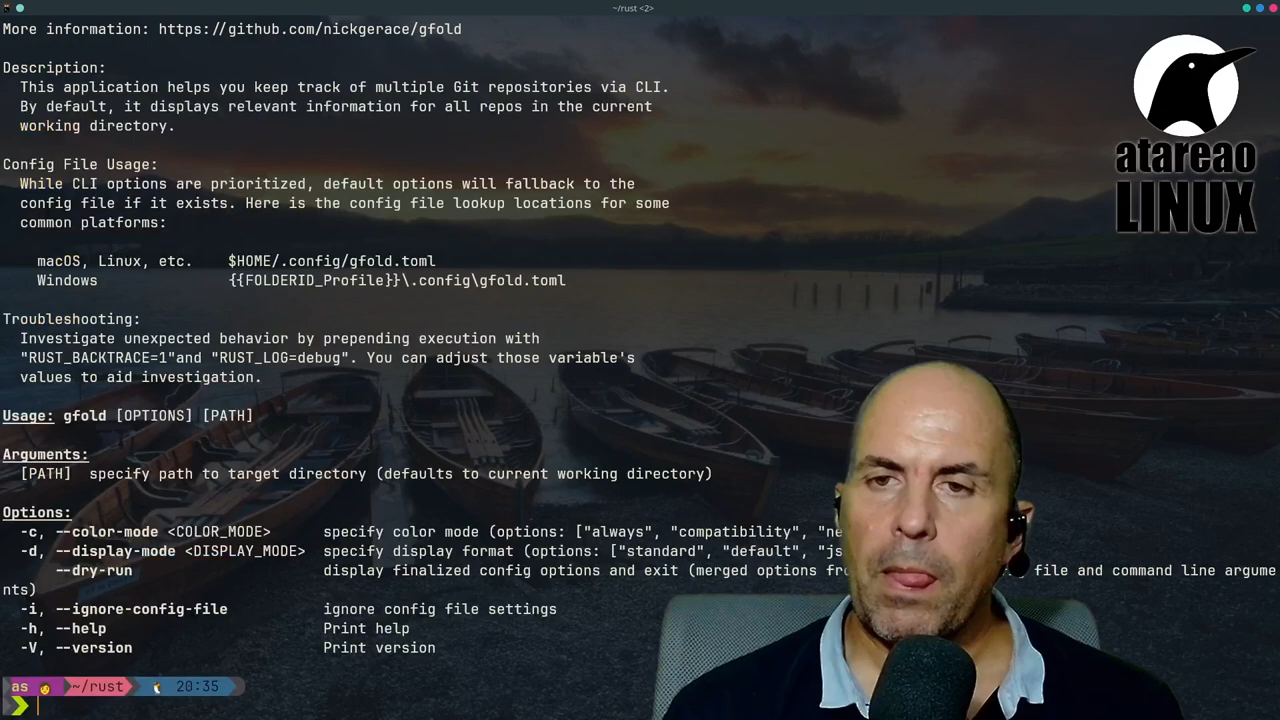 ~/rust <2>
More information: https://github.com/nickgerace/gfold
Description:
This application helps you keep track of multiple Git repositories via CLI.
By default, it displays relevant information for all repos in the current
working directory.
Config File Usage:
While CLI options are prioritized, default options will fallback to the
config file if it exists. Here is the config file lookup locations for some
common platforms:
macOS, Linux, etc. $HOME/.config/gfold.toml
Windows {{FOLDERID_Profile}}\.config\gfold.toml
Troubleshooting:
Investigate unexpected behavior by prepending execution with
"RUST_BACKTRACE=1"and "RUST_LOG=debug". You can adjust those variable's
values to aid investigation.
Usage: gfold [OPTIONS] [PATH]
Arguments:
[PATH] specify path to target directory (defaults to current working directory)
Options:
-c, --color-mode <COLOR_MODE> specify color mode (options: ["always", "compatibility", "ne
-d, --display-mode <DISPLAY_MODE> specify display format (options: ["standard", "default", "js
--dry-run display finalized config options and exit (merged options fro file and command line argume
nts)
-i, --ignore-config-file ignore config file settings
-h, --help Print help
-V, --version Print version
as ~/rust 20:35
atareao
LINUX